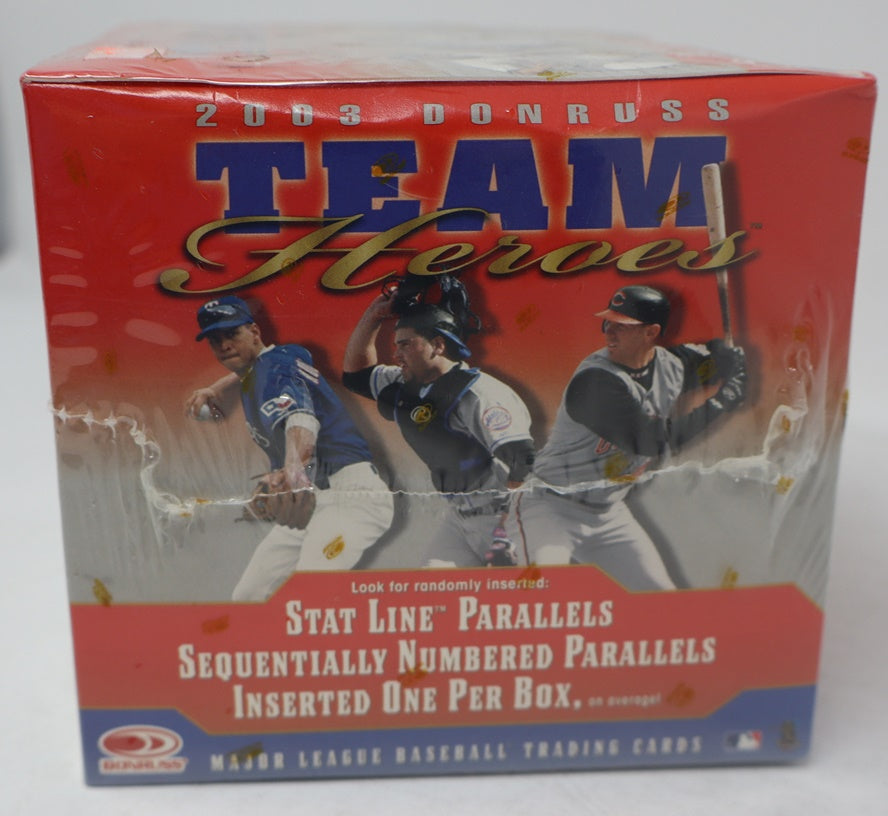 2003 DONRUSS
TEAM
Heroes™
Look for randomly inserted:
STAT LINE™ PARALLELS
SEQUENTIALLY NUMBERED PARALLELS
INSERTED ONE PER BOX, on average!
DONRUSS
MAJOR LEAGUE BASEBALL TRADING CARDS